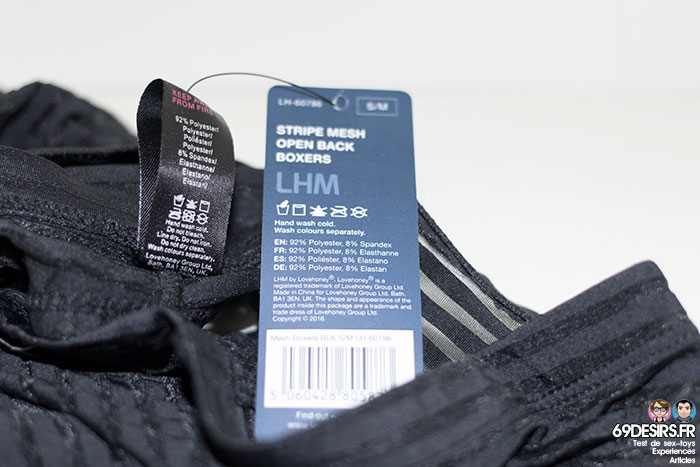 KEEP AWAY
FROM FIRE
92% Polyester/
Polyester/
Poliéster/
Polyester/
8% Spandex/
Elasthanne/
Elastano/
Elastan
Hand wash cold.
Do not bleach.
Line dry. Do not iron.
Do not dry clean.
Wash colours separately.
Lovehoney Group Ltd,
Bath,
BA1 3EN, UK.
LH-60786
S/M
STRIPE MESH
OPEN BACK
BOXERS
LHM
Hand wash cold.
Wash colours separately.
EN: 92% Polyester, 8% Spandex
FR: 92% Polyester, 8% Elasthanne
ES: 92% Poliéster, 8% Elastano
DE: 92% Polyester, 8% Elastan
LHM by Lovehoney®. Lovehoney® is a
registered trademark of Lovehoney Group Ltd.
Made in China for Lovehoney Group Ltd, Bath,
BA1 3EN, UK. The shape and appearance of the
product inside this package are a trademark and
trade dress of Lovehoney Group Ltd.
Copyright © 2016.
Mesh Boxers BLK S/M LH-60786
5 060428 8058
Find out
69DESIRS.FR
Test de sex-toys
Experiences
Articles